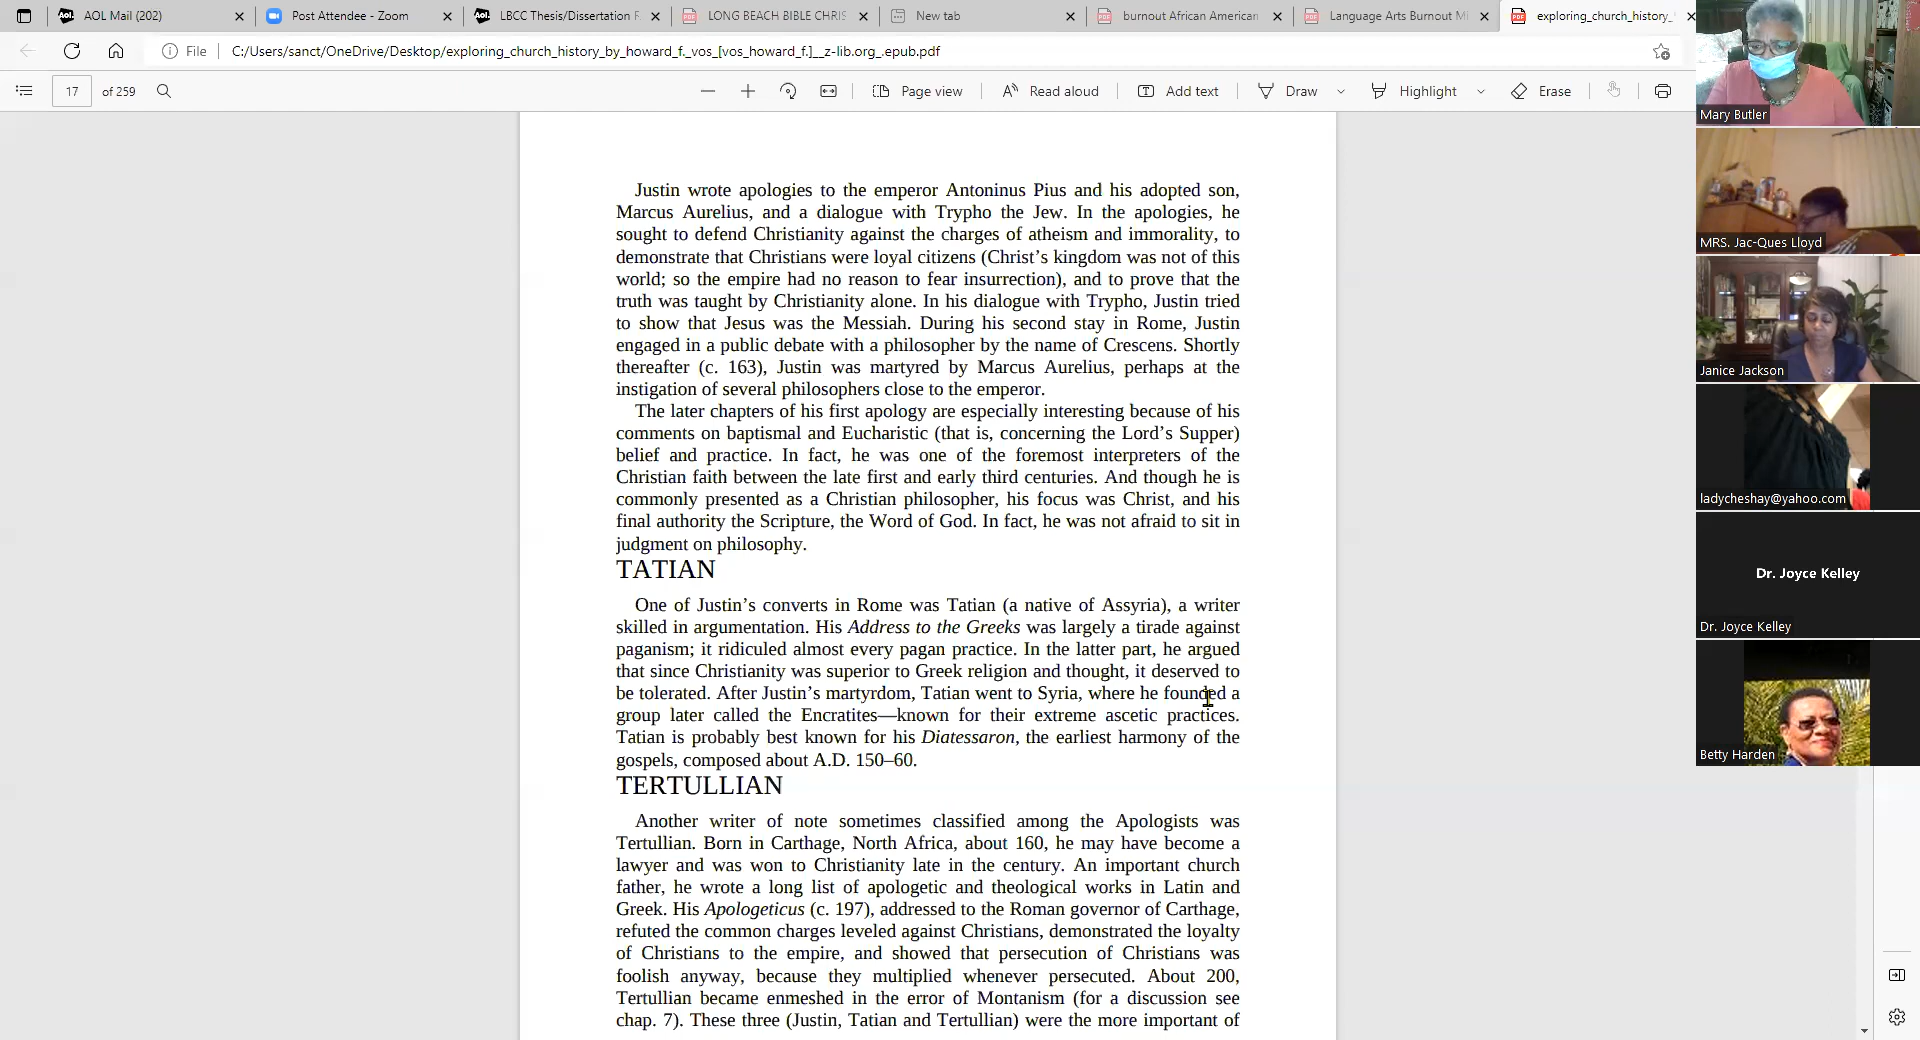 AOL Mail (202)
Post Attendee - Zoom
LBCC Thesis/Dissertation
LONG BEACH BIBLE CHRIS
New tab
burnout African American
Language Arts Burnout
exploring_church_history_
File
C:/Users/sanct/OneDrive/Desktop/exploring_church_history_by_howard_f._vos_[vos_howard_f.]__z-lib.org_.epub.pdf
17 of 259
Page view
Read aloud
Add text
Draw
Highlight
Erase
Justin wrote apologies to the emperor Antoninus Pius and his adopted son,
Marcus Aurelius, and a dialogue with Trypho the Jew. In the apologies, he
sought to defend Christianity against the charges of atheism and immorality, to
demonstrate that Christians were loyal citizens (Christ’s kingdom was not of this
world; so the empire had no reason to fear insurrection), and to prove that the
truth was taught by Christianity alone. In his dialogue with Trypho, Justin tried
to show that Jesus was the Messiah. During his second stay in Rome, Justin
engaged in a public debate with a philosopher by the name of Crescens. Shortly
thereafter (c. 163), Justin was martyred by Marcus Aurelius, perhaps at the
instigation of several philosophers close to the emperor.
The later chapters of his first apology are especially interesting because of his
comments on baptismal and Eucharistic (that is, concerning the Lord’s Supper)
belief and practice. In fact, he was one of the foremost interpreters of the
Christian faith between the late first and early third centuries. And though he is
commonly presented as a Christian philosopher, his focus was Christ, and his
final authority the Scripture, the Word of God. In fact, he was not afraid to sit in
judgment on philosophy.
TATIAN
One of Justin’s converts in Rome was Tatian (a native of Assyria), a writer
skilled in argumentation. His Address to the Greeks was largely a tirade against
paganism; it ridiculed almost every pagan practice. In the latter part, he argued
that since Christianity was superior to Greek religion and thought, it deserved to
be tolerated. After Justin’s martyrdom, Tatian went to Syria, where he founded a
group later called the Encratites—known for their extreme ascetic practices.
Tatian is probably best known for his Diatessaron, the earliest harmony of the
gospels, composed about A.D. 150–60.
TERTULLIAN
Another writer of note sometimes classified among the Apologists was
Tertullian. Born in Carthage, North Africa, about 160, he may have become a
lawyer and was won to Christianity late in the century. An important church
father, he wrote a long list of apologetic and theological works in Latin and
Greek. His Apologeticus (c. 197), addressed to the Roman governor of Carthage,
refuted the common charges leveled against Christians, demonstrated the loyalty
of Christians to the empire, and showed that persecution of Christians was
foolish anyway, because they multiplied whenever persecuted. About 200,
Tertullian became enmeshed in the error of Montanism (for a discussion see
chap. 7). These three (Justin, Tatian and Tertullian) were the more important of
Mary Butler
MRS. Jac-Ques Lloyd
Janice Jackson
ladycheshay@yahoo.com
Dr. Joyce Kelley
Dr. Joyce Kelley
Betty Harden